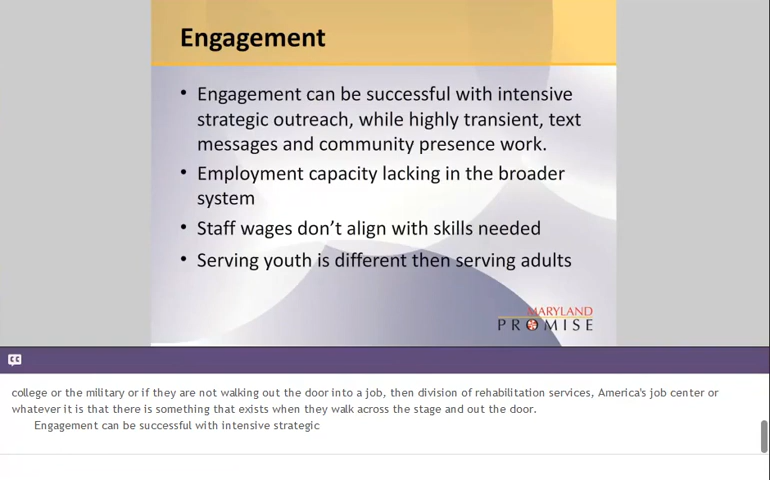 Engagement
• Engagement can be successful with intensive
strategic outreach, while highly transient, text
messages and community presence work.
• Employment capacity lacking in the broader
system
• Staff wages don’t align with skills needed
• Serving youth is different then serving adults
MARYLAND
PROMISE
cc
college or the military or if they are not walking out the door into a job, then division of rehabilitation services, America's job center or
whatever it is that there is something that exists when they walk across the stage and out the door.
Engagement can be successful with intensive strategic